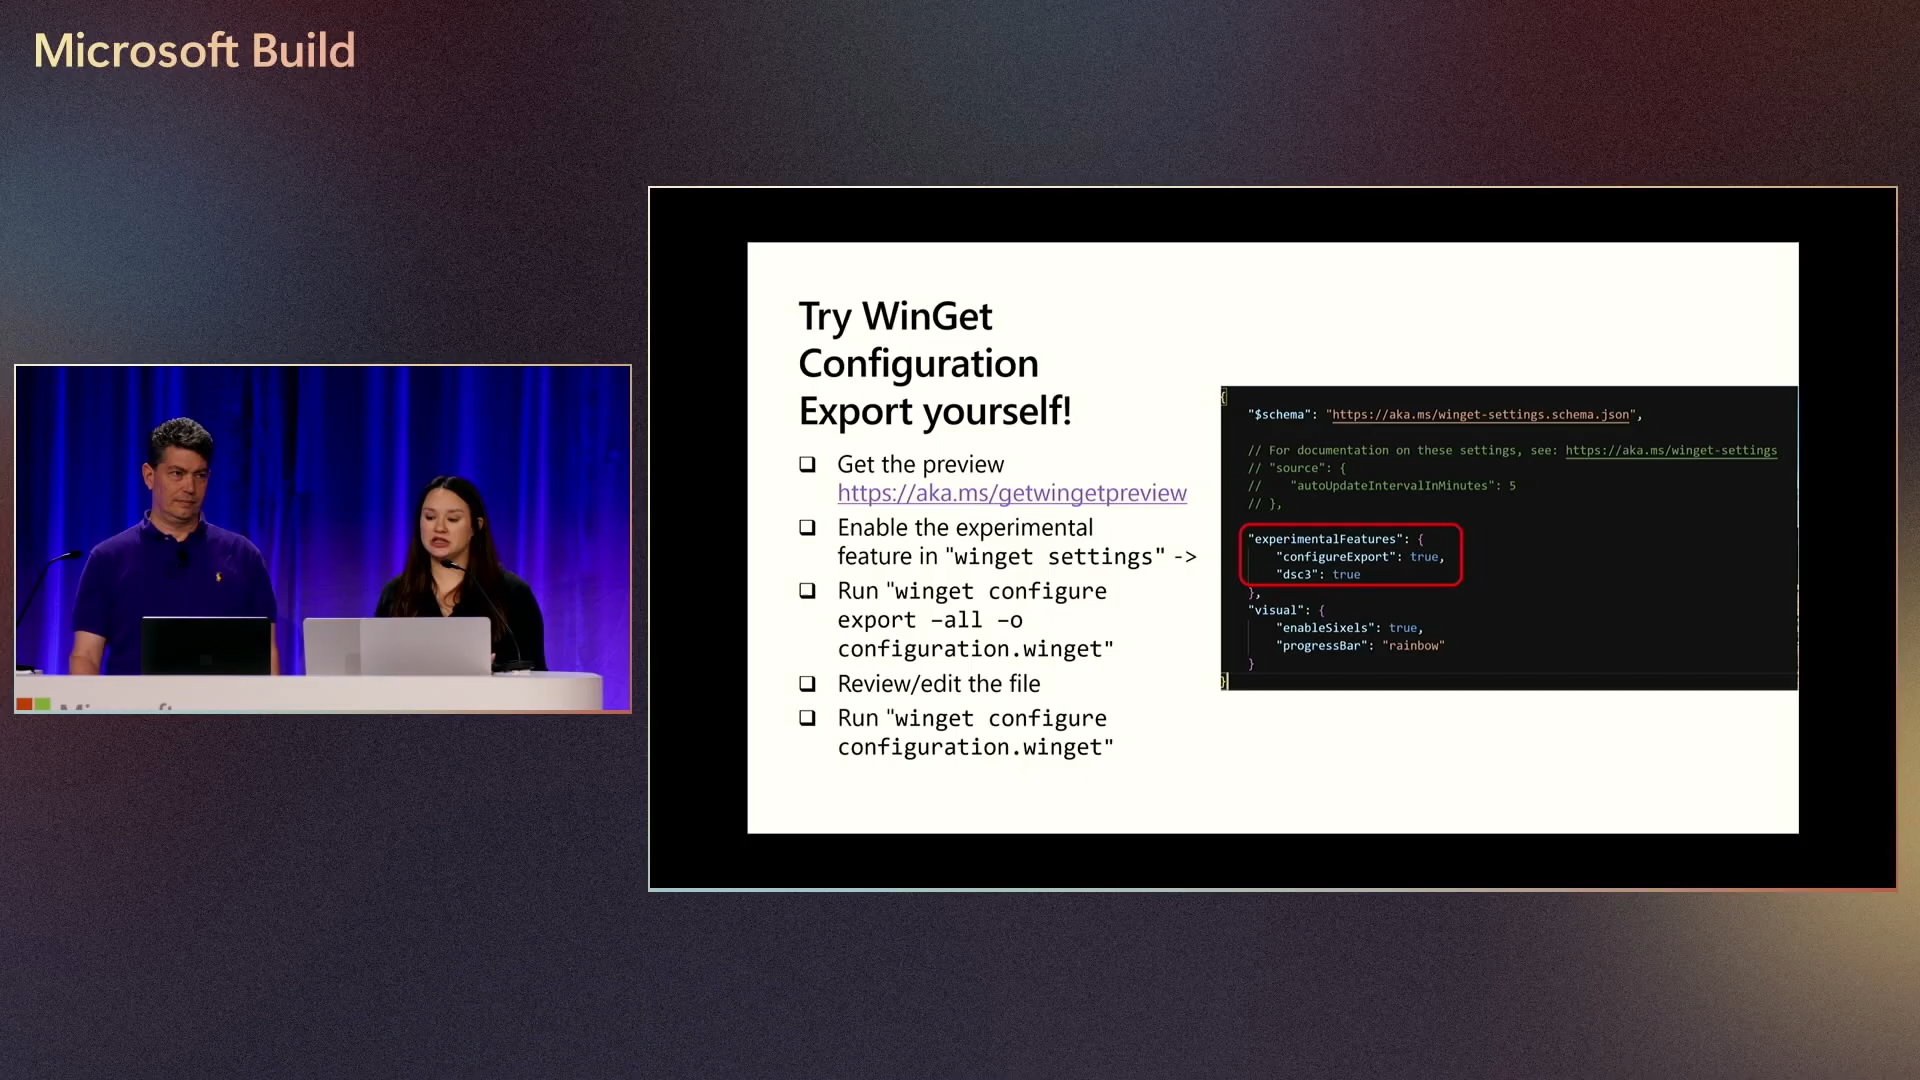 Microsoft Build
Try WinGet
Configuration
Export yourself!
❑ Get the preview
https://aka.ms/getwingetpreview
❑ Enable the experimental
feature in "winget settings" ->
❑ Run "winget configure
export –all –o
configuration.winget"
❑ Review/edit the file
❑ Run "winget configure
configuration.winget"
{
"$schema": "https://aka.ms/winget-settings.schema.json",
// For documentation on these settings, see: https://aka.ms/winget-settings
// "source": {
//    "autoUpdateIntervalInMinutes": 5
// },
"experimentalFeatures": {
"configureExport": true,
"dsc3": true
},
"visual": {
"enableSixels": true,
"progressBar": "rainbow"
}
}